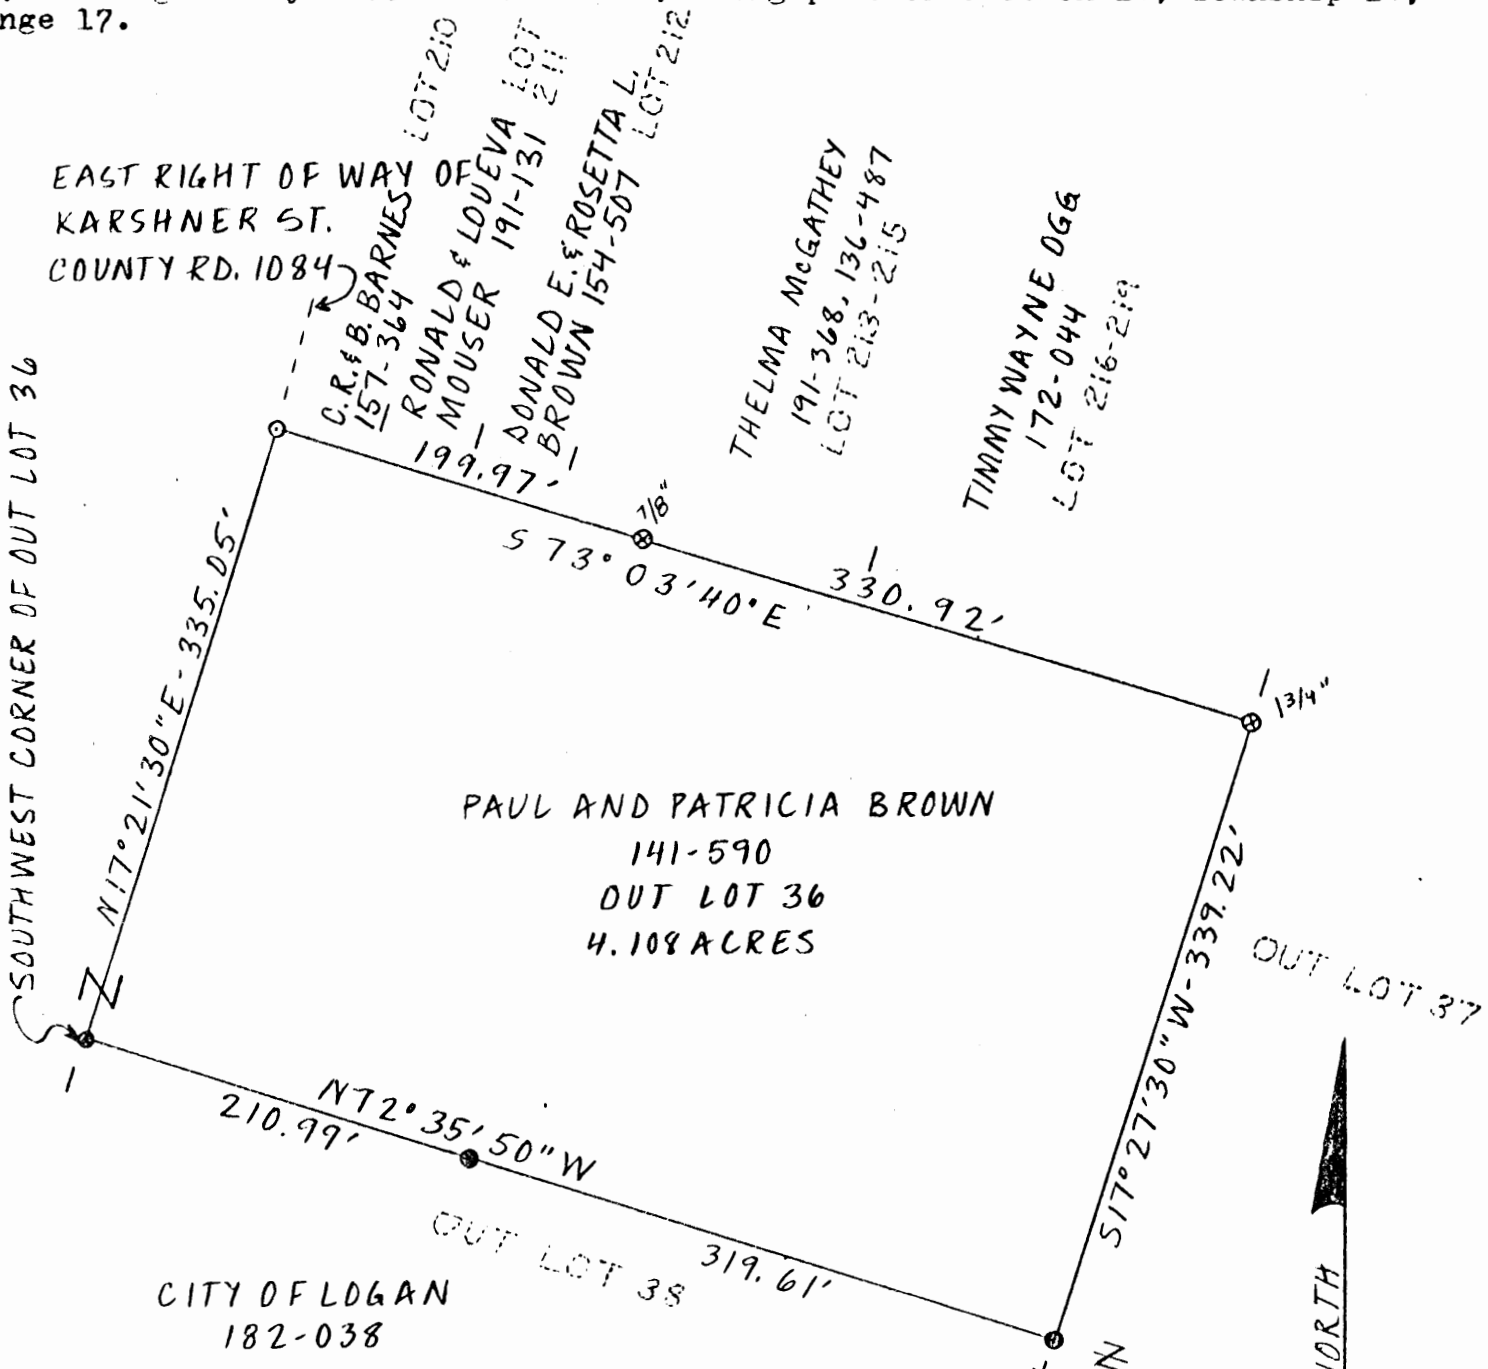 nge 17.
LOT 210
LOT
211
LOT 212
EAST RIGHT OF WAY OF
KARSHNER ST.
COUNTY RD. 1084
C.R.& B. BARNES
157-364
RONALD & LOUEVA
MOUSER 191-131
DONALD E.& ROSETTA L.
BROWN 154-507
THELMA McGATHEY
191-368, 136-487
LOT 213-215
TIMMY WAYNE OGG
172-044
LOT 216-219
SOUTHWEST CORNER OF OUT LOT 36
199.97'
7/8"
S 73° 03' 40" E
330.92'
1 3/4"
N17°21'30"E-335.05'
PAUL AND PATRICIA BROWN
141-590
OUT LOT 36
4.108 ACRES
S17°27'30"W-339.22'
OUT LOT 37
N72°35'50"W
210.99'
319.61'
OUT LOT 38
CITY OF LOGAN
182-038
NORTH